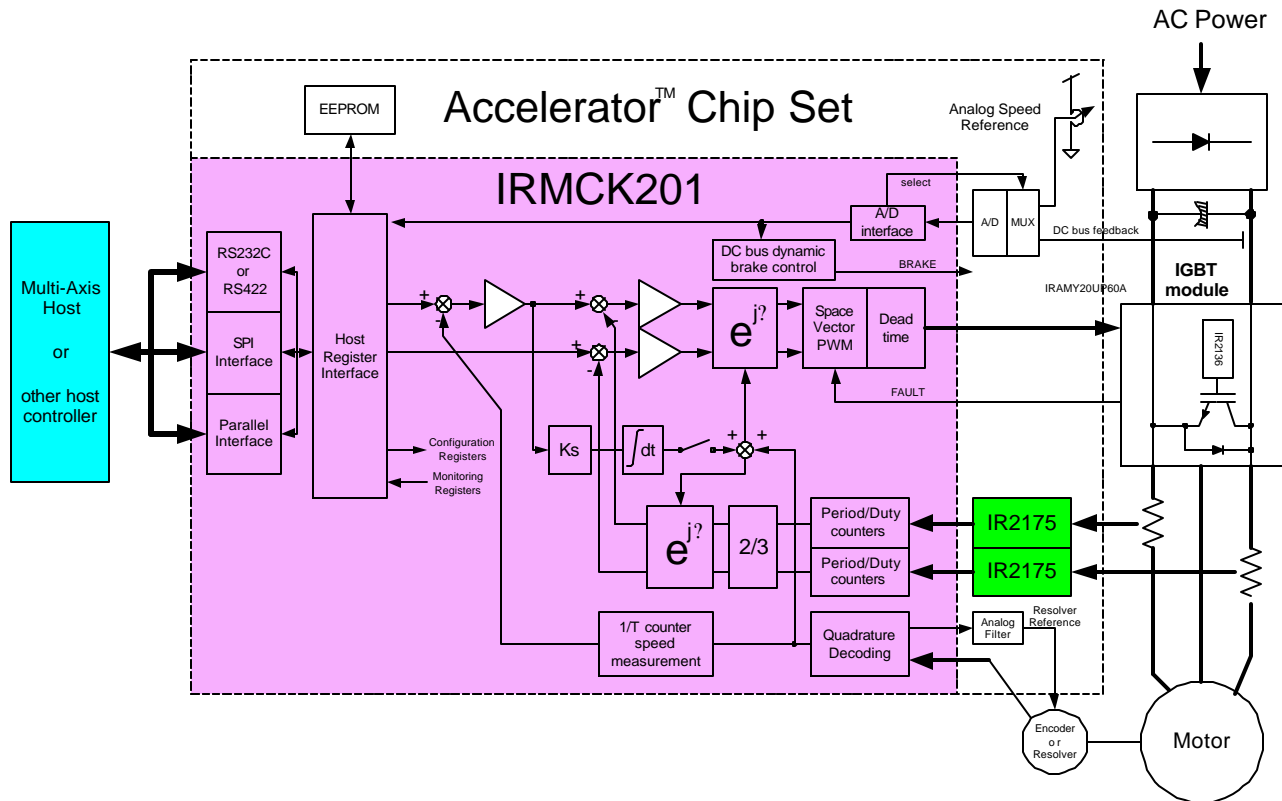 AC Power
Accelerator™ Chip Set
EEPROM
Analog Speed
Reference
IRMCK201
select
A/D
interface
A/D
MUX
DC bus feedback
DC bus dynamic
brake control
BRAKE
IGBT
module
IRAMY20UP60A
Multi-Axis
Host
or
other host
controller
RS232C
or
RS422
SPI
Interface
Parallel
Interface
Host
Register
Interface
+
-
+
-
+
-
e^j?
Space
Vector
PWM
Dead
time
IR2136
FAULT
Configuration
Registers
Monitoring
Registers
Ks
∫dt
+
+
e^j?
2/3
Period/Duty
counters
Period/Duty
counters
IR2175
IR2175
1/T counter
speed
measurement
Quadrature
Decoding
Analog
Filter
Resolver
Reference
Encoder
or
Resolver
Motor